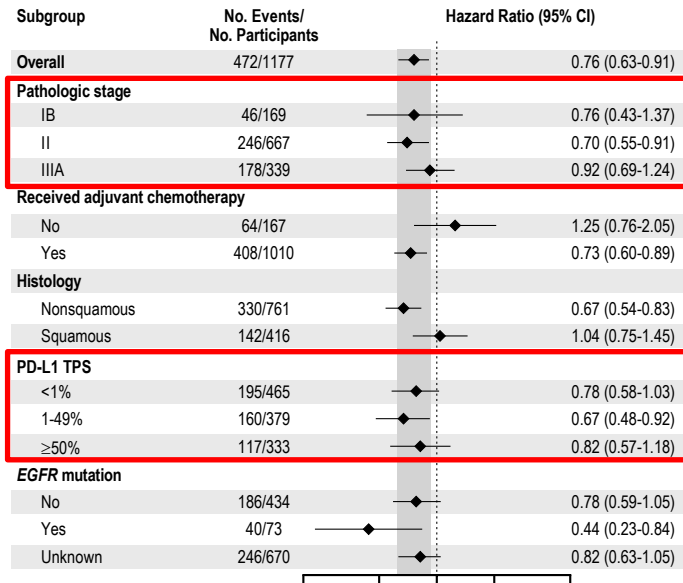 Subgroup No. Events/ Hazard Ratio (95% CI)
No. Participants
Overall 472/1177 0.76 (0.63-0.91)
Pathologic stage
IB 46/169 0.76 (0.43-1.37)
II 246/667 0.70 (0.55-0.91)
IIIA 178/339 0.92 (0.69-1.24)
Received adjuvant chemotherapy
No 64/167 1.25 (0.76-2.05)
Yes 408/1010 0.73 (0.60-0.89)
Histology
Nonsquamous 330/761 0.67 (0.54-0.83)
Squamous 142/416 1.04 (0.75-1.45)
PD-L1 TPS
<1% 195/465 0.78 (0.58-1.03)
1-49% 160/379 0.67 (0.48-0.92)
≥50% 117/333 0.82 (0.57-1.18)
EGFR mutation
No 186/434 0.78 (0.59-1.05)
Yes 40/73 0.44 (0.23-0.84)
Unknown 246/670 0.82 (0.63-1.05)